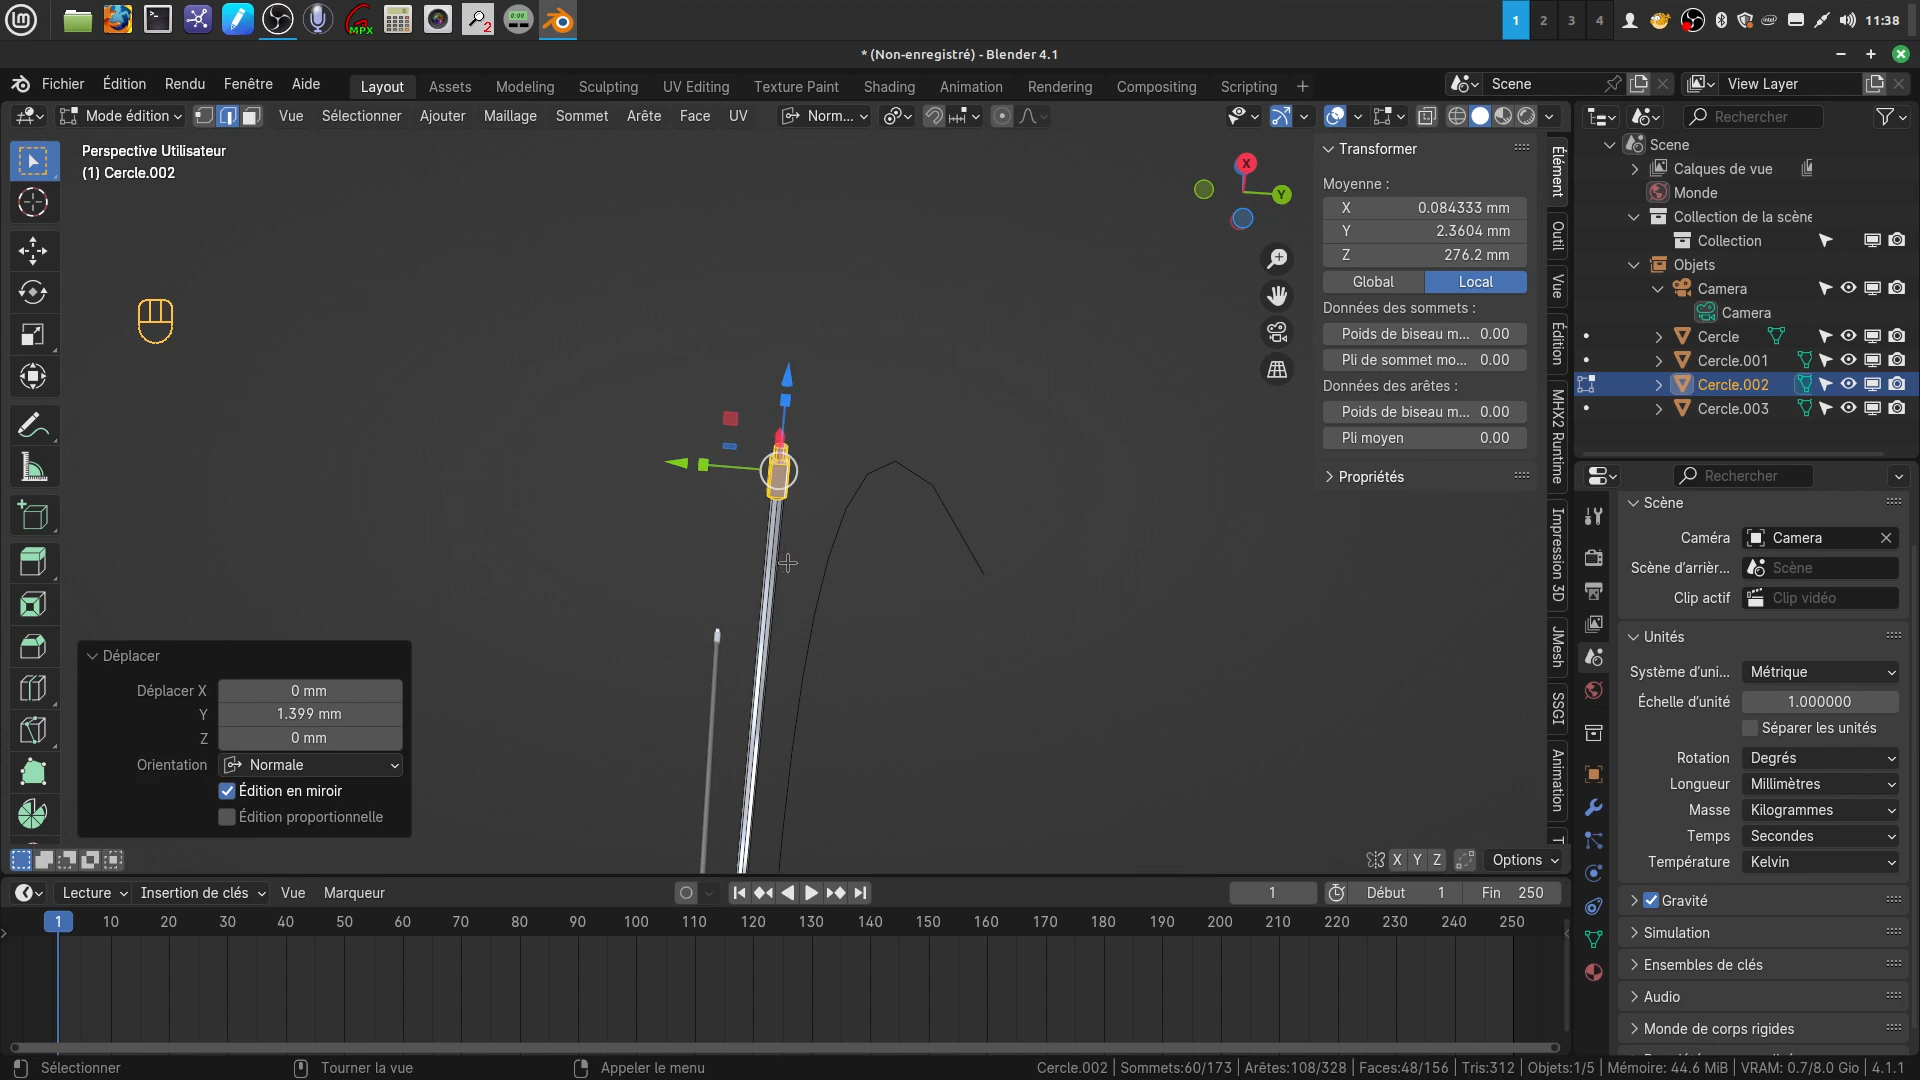 MPX
2
0:00
1
2
3
4
11:38
* (Non-enregistré) - Blender 4.1
Fichier
Édition
Rendu
Fenêtre
Aide
Layout
Assets
Modeling
Sculpting
UV Editing
Texture Paint
Shading
Animation
Rendering
Compositing
Scripting
+
Scene
View Layer
Mode édition
Vue
Sélectionner
Ajouter
Maillage
Sommet
Arête
Face
UV
Norm...
Rechercher
Perspective Utilisateur
(1) Cercle.002
X
Y
Transformer
Moyenne :
X 0.084333 mm
Y 2.3604 mm
Z 276.2 mm
Global
Local
Données des sommets :
Poids de biseau m... 0.00
Pli de sommet mo... 0.00
Données des arêtes :
Poids de biseau m... 0.00
Pli moyen 0.00
Propriétés
Élément
Outil
Vue
Édition
MHX2 Runtime
Impression 3D
JMesh
SSGI
Animation
T
Scene
Calques de vue
Monde
Collection de la scène
Collection
Objets
Camera
Camera
Cercle
Cercle.001
Cercle.002
Cercle.003
Rechercher
Scène
Caméra Camera
Scène d'arrièr... Scène
Clip actif Clip vidéo
Unités
Système d'uni... Métrique
Échelle d'unité 1.000000
Séparer les unités
Rotation Degrés
Longueur Millimètres
Masse Kilogrammes
Temps Secondes
Température Kelvin
Gravité
Simulation
Ensembles de clés
Audio
Monde de corps rigides
Déplacer
Déplacer X 0 mm
Y 1.399 mm
Z 0 mm
Orientation Normale
Édition en miroir
Édition proportionnelle
X Y Z
Options
Lecture
Insertion de clés
Vue
Marqueur
1
Début 1
Fin 250
1 10 20 30 40 50 60 70 80 90 100 110 120 130 140 150 160 170 180 190 200 210 220 230 240 250
Sélectionner
Tourner la vue
Appeler le menu
Cercle.002 | Sommets:60/173 | Arêtes:108/328 | Faces:48/156 | Tris:312 | Objets:1/5 | Mémoire: 44.6 MiB | VRAM: 0.7/8.0 Gio | 4.1.1